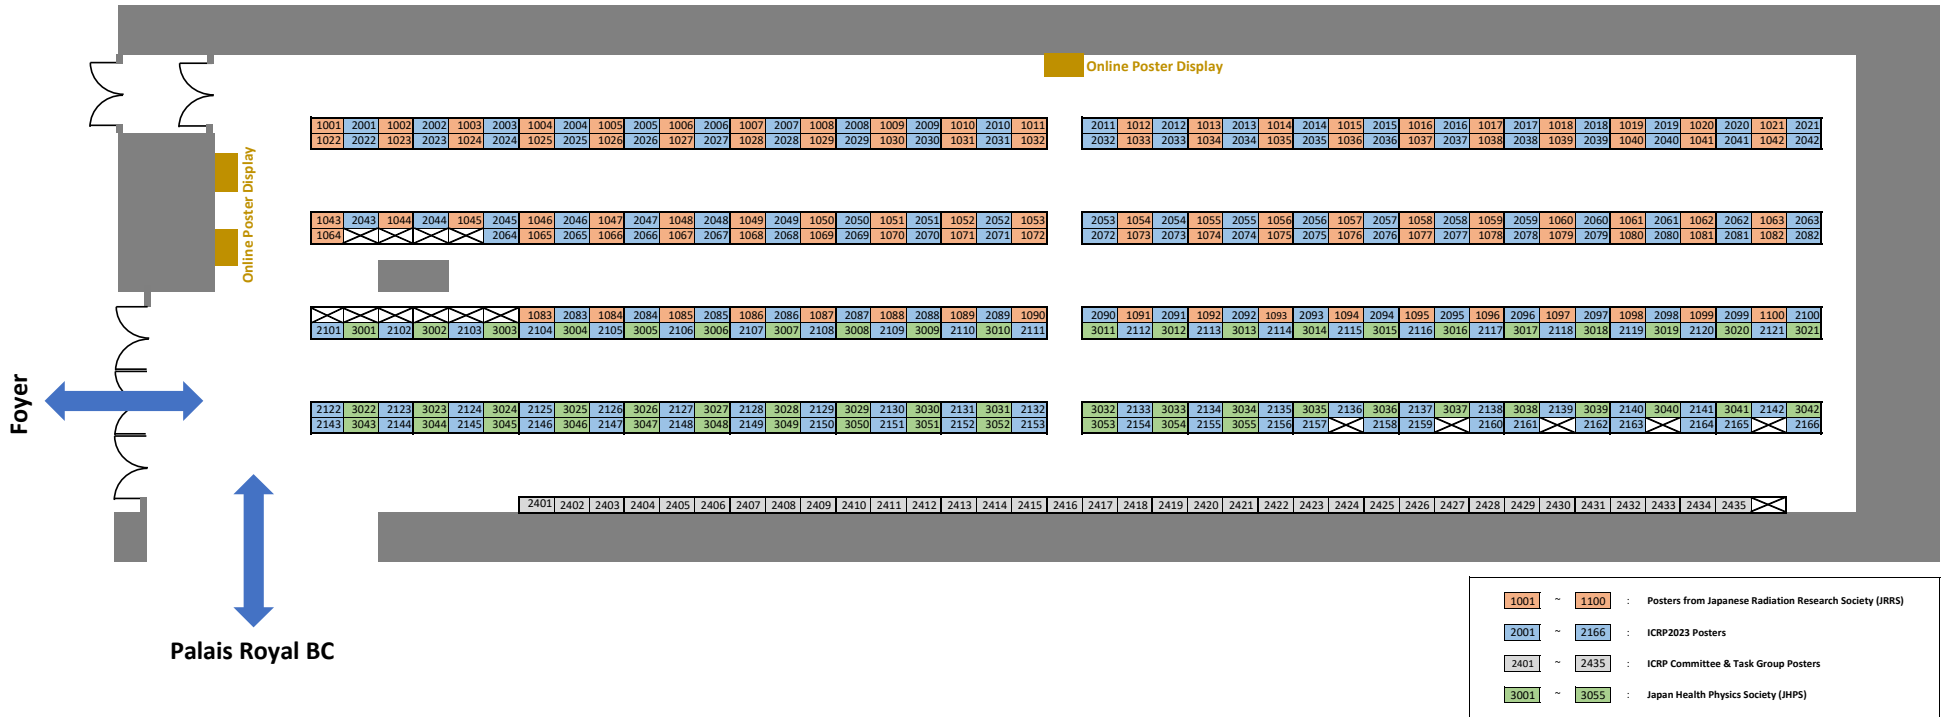 Online Poster Display
1001 2001 1002 2002 1003 2003 1004 2004 1005 2005 1006 2006 1007 2007 1008 2008 1009 2009 1010 2010 1011 2011 1012 2012 1013 2013 1014 2014 1015 2015 1016 2016 1017 2017 1018 2018 1019 2019 1020 2020 1021 2021
1022 2022 1023 2023 1024 2024 1025 2025 1026 2026 1027 2027 1028 2028 1029 2029 1030 2030 1031 2031 1032 2032 1033 2033 1034 2034 1035 2035 1036 2036 1037 2037 1038 2038 1039 2039 1040 2040 1041 2041 1042 2042
Online Poster Display
1043 2043 1044 2044 1045 2045 1046 2046 1047 2047 1048 2048 1049 2049 1050 2050 1051 2051 1052 2052 1053 2053 1054 2054 1055 2055 1056 2056 1057 2057 1058 2058 1059 2059 1060 2060 1061 2061 1062 2062 1063 2063
1064 2064 1065 2065 1066 2066 1067 2067 1068 2068 1069 2069 1070 2070 1071 2071 1072 2072 1073 2073 1074 2074 1075 2075 1076 2076 1077 2077 1078 2078 1079 2079 1080 2080 1081 2081 1082 2082
1083 2083 1084 2084 1085 2085 1086 2086 1087 2087 1088 2088 1089 2089 1090 2090 1091 2091 1092 2092 1093 2093 1094 2094 1095 2095 1096 2096 1097 2097 1098 2098 1099 2099 1100 2100
2101 3001 2102 3002 2103 3003 2104 3004 2105 3005 2106 3006 2107 3007 2108 3008 2109 3009 2110 3010 2111 3011 2112 3012 2113 3013 2114 3014 2115 3015 2116 3016 2117 3017 2118 3018 2119 3019 2120 3020 2121 3021
Foyer
2122 3022 2123 3023 2124 3024 2125 3025 2126 3026 2127 3027 2128 3028 2129 3029 2130 3030 2131 3031 2132 3032 2133 3033 2134 3034 2135 3035 2136 3036 2137 3037 2138 3038 2139 3039 2140 3040 2141 3041 2142 3042
2143 3043 2144 3044 2145 3045 2146 3046 2147 3047 2148 3048 2149 3049 2150 3050 2151 3051 2152 3052 2153 3053 2154 3054 2155 3055 2156 2157 2158 2159 2160 2161 2162 2163 2164 2165 2166
2401 2402 2403 2404 2405 2406 2407 2408 2409 2410 2411 2412 2413 2414 2415 2416 2417 2418 2419 2420 2421 2422 2423 2424 2425 2426 2427 2428 2429 2430 2431 2432 2433 2434 2435
Palais Royal BC
1001 ~ 1100 : Posters from Japanese Radiation Research Society (JRRS)
2001 ~ 2166 : ICRP2023 Posters
2401 ~ 2435 : ICRP Committee & Task Group Posters
3001 ~ 3055 : Japan Health Physics Society (JHPS)